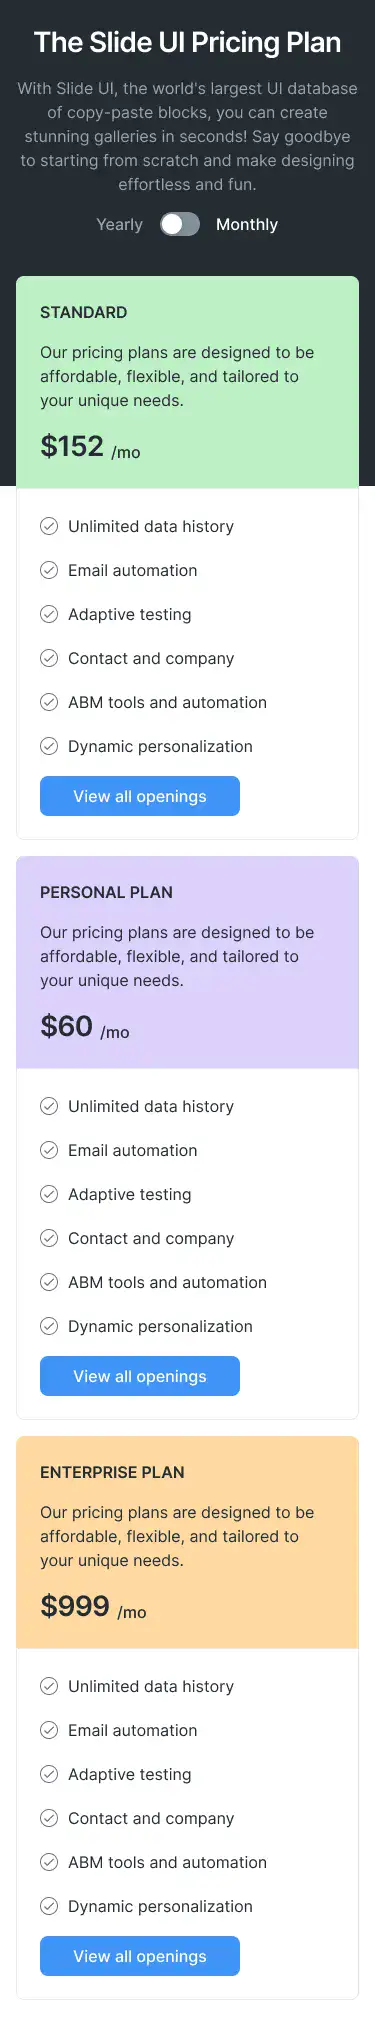 The Slide UI Pricing Plan
With Slide UI, the world's largest UI database
of copy-paste blocks, you can create
stunning galleries in seconds! Say goodbye
to starting from scratch and make designing
effortless and fun.
Yearly Monthly
STANDARD
Our pricing plans are designed to be
affordable, flexible, and tailored to
your unique needs.
$152 /mo
Unlimited data history
Email automation
Adaptive testing
Contact and company
ABM tools and automation
Dynamic personalization
View all openings
PERSONAL PLAN
Our pricing plans are designed to be
affordable, flexible, and tailored to
your unique needs.
$60 /mo
Unlimited data history
Email automation
Adaptive testing
Contact and company
ABM tools and automation
Dynamic personalization
View all openings
ENTERPRISE PLAN
Our pricing plans are designed to be
affordable, flexible, and tailored to
your unique needs.
$999 /mo
Unlimited data history
Email automation
Adaptive testing
Contact and company
ABM tools and automation
Dynamic personalization
View all openings